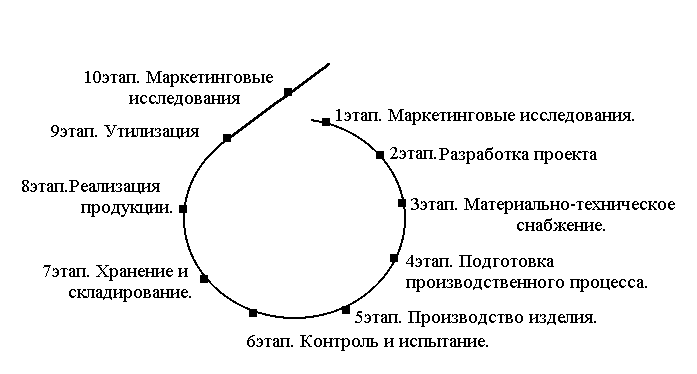 10этап. Маркетинговые
исследования
1этап. Маркетинговые исследования.
9этап. Утилизация
2этап.Разработка проекта
8этап.Реализация
продукции.
3этап. Материально-техническое
снабжение.
7этап. Хранение и
складирование.
4этап. Подготовка
производственного процесса.
5этап. Производство изделия.
6этап. Контроль и испытание.